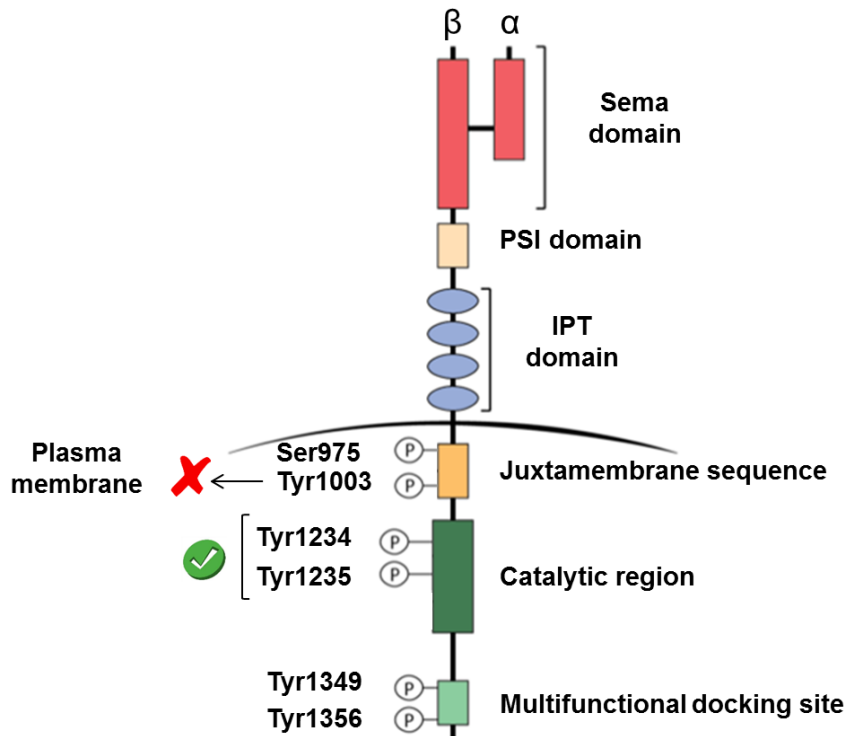 β α
Sema
domain
PSI domain
IPT
domain
Plasma
membrane
Ser975
Tyr1003
P
P
Juxtamembrane sequence
Tyr1234
Tyr1235
P
P
Catalytic region
Tyr1349
Tyr1356
P
P
Multifunctional docking site